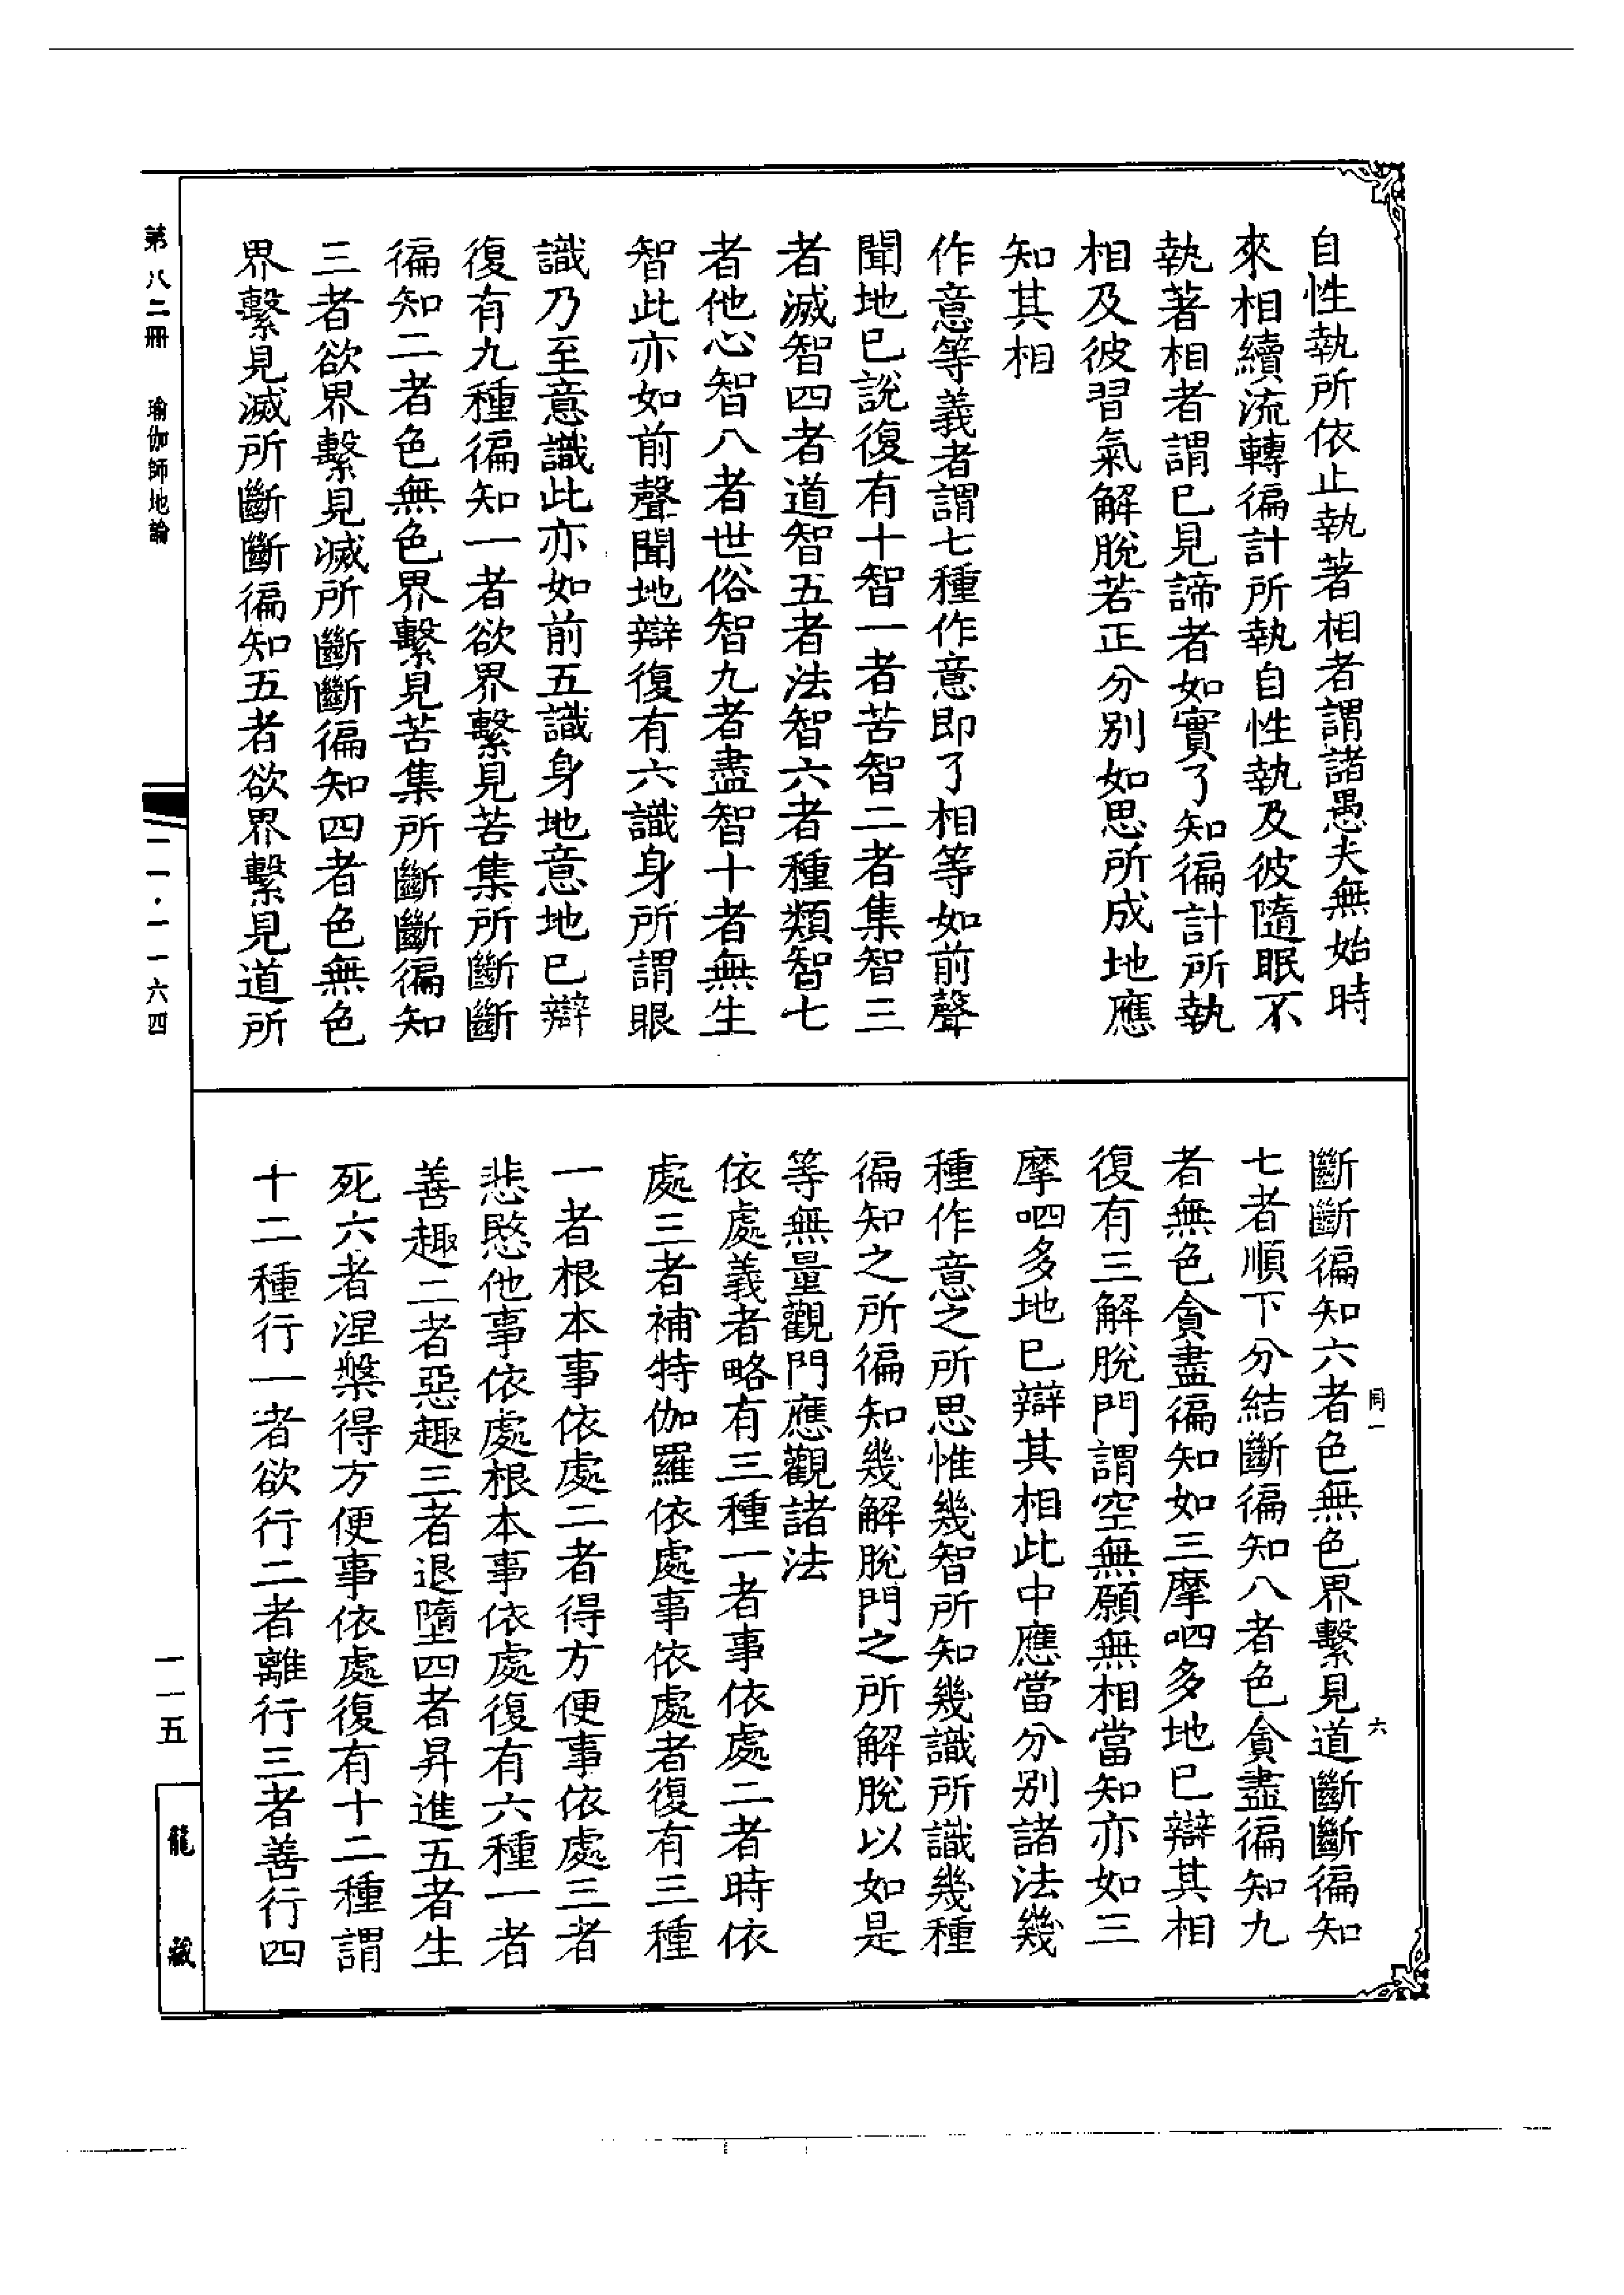 自性執所依止執著相者謂諸愚夫無始時
來相續流轉徧計所執自性執及彼隨眠不
執著相者謂巳見諦者如實了知徧計所執
相及彼習氣解脫若正分別如思所成地應
知其相
作意等義者謂七種作意即了相等如前聲
聞地巳說復有十智一者苦智二者集智三
者滅智四者道智五者法智六者種類智七
者他心智八者世俗智九者盡智十者無生
智此亦如前聲聞地辯復有六識身所謂眼
識乃至意識此亦如前五識身地意地巳辯
復有九種徧知一者欲界繫見苦集所斷斷
徧知二者色無色界繫見苦集所斷斷徧知
三者欲界繫見滅所斷斷徧知四者色無色
界繫見滅所斷斷徧知五者欲界繫見道所
斷斷徧知六者色無色界繫見道斷斷徧知
七者順下分結斷徧知八者色貪盡徧知九
者無色貪盡徧知如三摩呬多地巳辯其相
復有三解脫門謂空無願無相當知亦如三
摩呬多地巳辯其相此中應當分別諸法幾
種作意之所思惟幾智所知幾識所識幾種
徧知之所徧知幾解脫門之所解脫以如是
等無量觀門應觀諸法
依處義者略有三種一者事依處二者時依
處三者補特伽羅依處事依處者復有三種
一者根本事依處二者得方便事依處三者
悲愍他事依處根本事依處復有六種一者
善趣二者惡趣三者退墮四者昇進五者生
死六者涅槃得方便事依處復有十二種謂
十二種行一者欲行二者離行三者善行四
同一
六
第八二冊　瑜伽師地論
二一·一一六四
一一五
龍藏